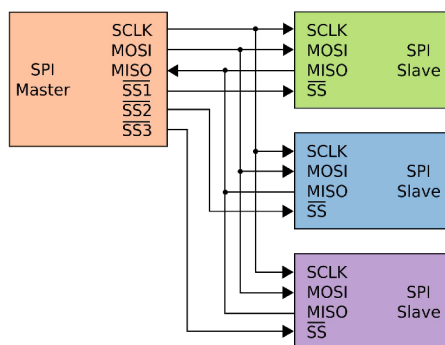 SPI
Master
SCLK
MOSI
MISO
SS1
SS2
SS3
SCLK
MOSI
MISO
SS
SPI
Slave
SCLK
MOSI
MISO
SS
SPI
Slave
SCLK
MOSI
MISO
SS
SPI
Slave